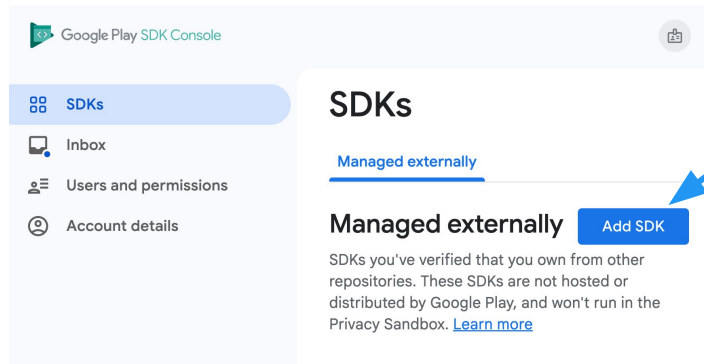 Google Play SDK Console
SDKs
Inbox
Users and permissions
Account details
SDKs
Managed externally
Managed externally
Add SDK
SDKs you've verified that you own from other
repositories. These SDKs are not hosted or
distributed by Google Play, and won't run in the
Privacy Sandbox. Learn more